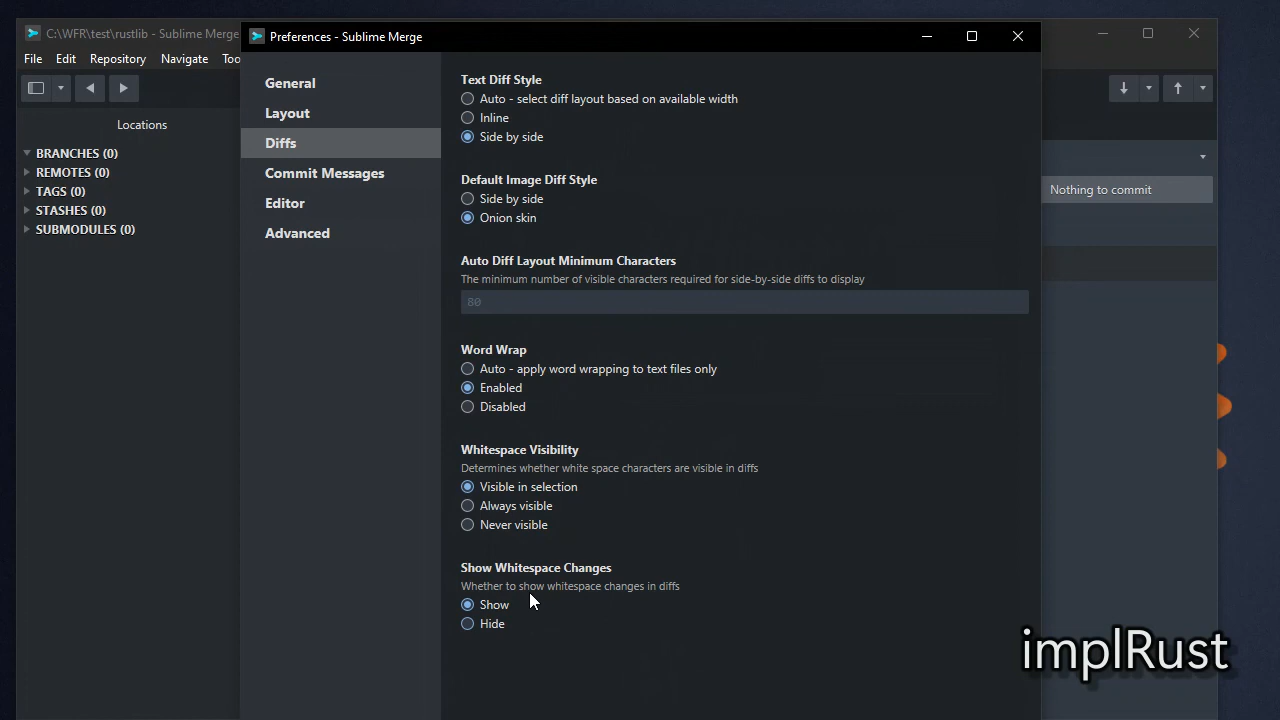 C:\WFR\test\rustlib - Sublime Merge
File Edit Repository Navigate Too
Locations
BRANCHES (0)
REMOTES (0)
TAGS (0)
STASHES (0)
SUBMODULES (0)
Preferences - Sublime Merge
General
Layout
Diffs
Commit Messages
Editor
Advanced
Text Diff Style
Auto - select diff layout based on available width
Inline
Side by side
Default Image Diff Style
Side by side
Onion skin
Auto Diff Layout Minimum Characters
The minimum number of visible characters required for side-by-side diffs to display
80
Word Wrap
Auto - apply word wrapping to text files only
Enabled
Disabled
Whitespace Visibility
Determines whether white space characters are visible in diffs
Visible in selection
Always visible
Never visible
Show Whitespace Changes
Whether to show whitespace changes in diffs
Show
Hide
Nothing to commit
implRust